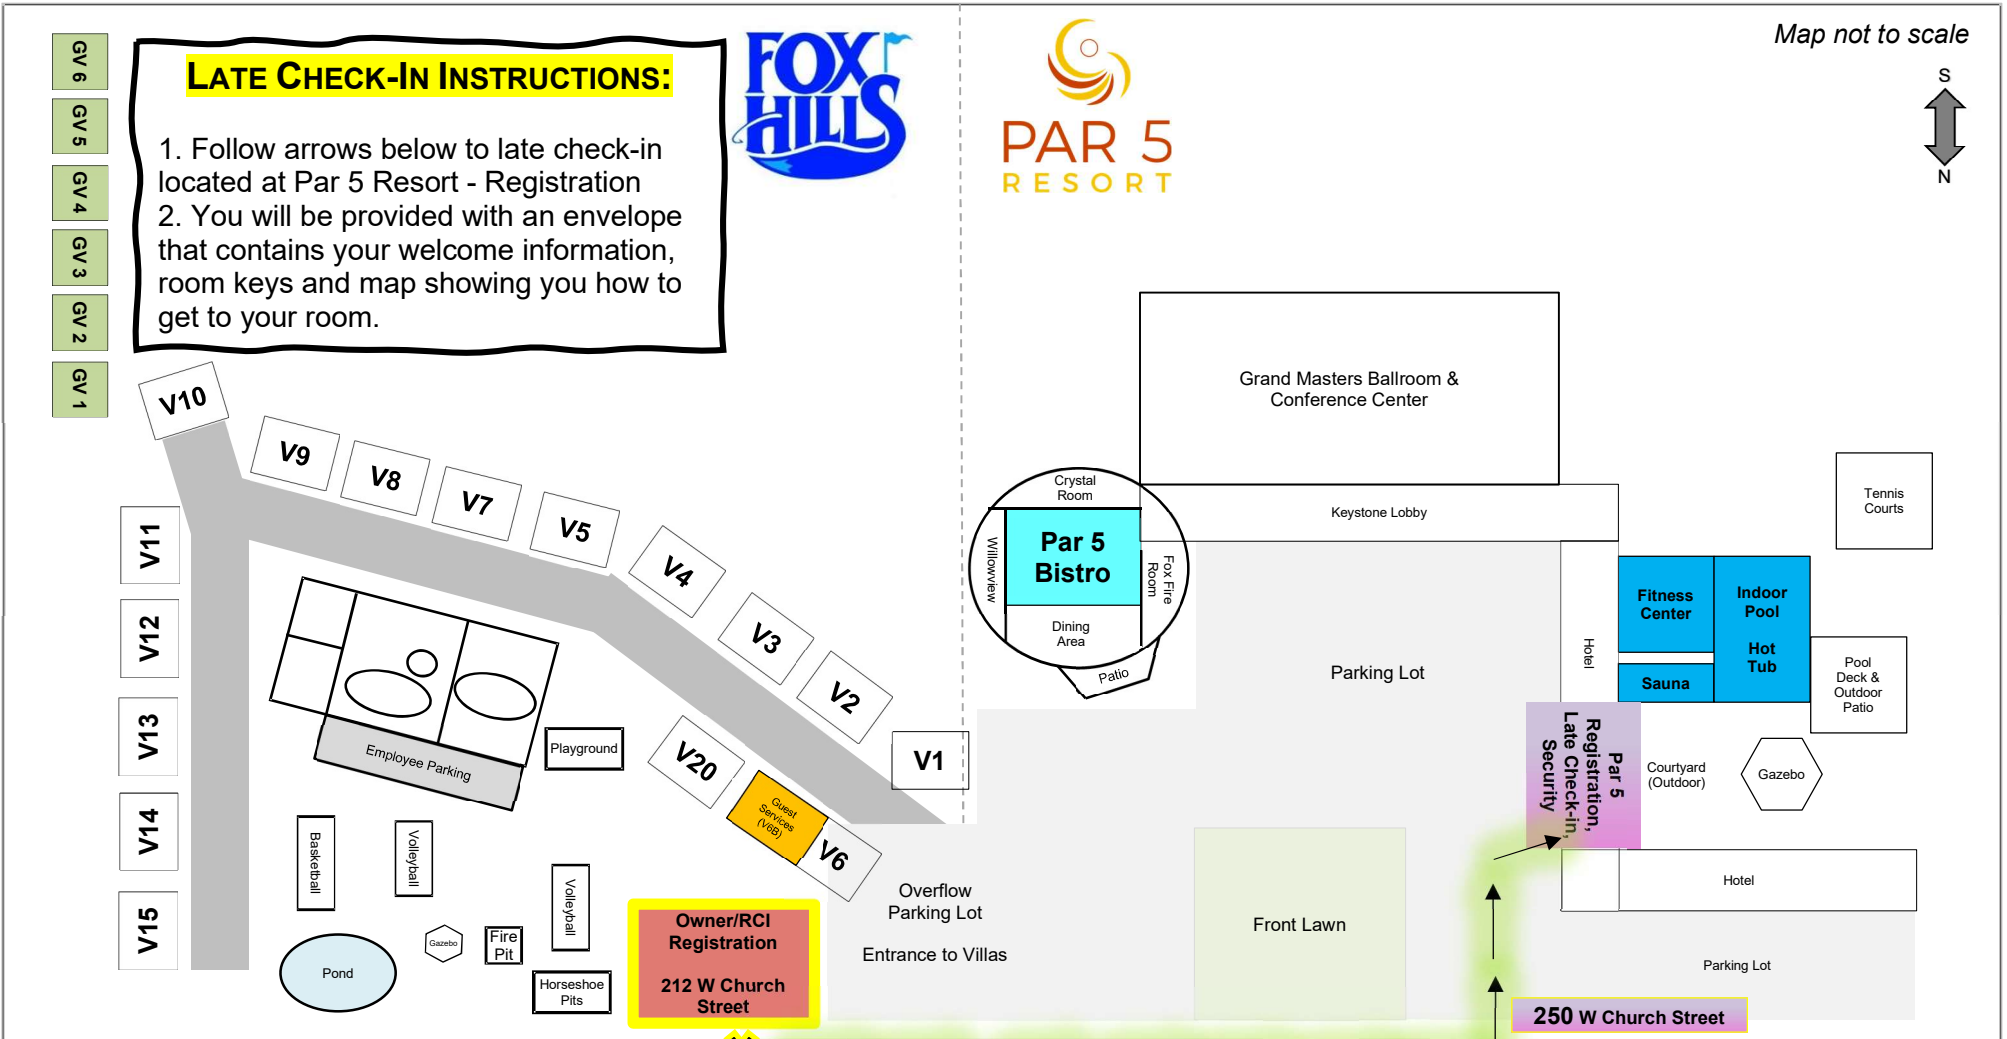 GV 6
GV 5
GV 4
GV 3
GV 2
GV 1
LATE CHECK-IN INSTRUCTIONS:
1. Follow arrows below to late check-in
located at Par 5 Resort - Registration
2. You will be provided with an envelope
that contains your welcome information,
room keys and map showing you how to
get to your room.
FOX
HILLS
PAR 5
RESORT
Map not to scale
S
N
Grand Masters Ballroom &
Conference Center
Keystone Lobby
Crystal
Room
Willowview
Par 5
Bistro
Fox Fire
Room
Dining
Area
Patio
Parking Lot
Hotel
Fitness
Center
Indoor
Pool
Hot
Tub
Sauna
Tennis
Courts
Pool
Deck &
Outdoor
Patio
Par 5
Registration,
Late Check-in,
Security
Courtyard
(Outdoor)
Gazebo
Hotel
Parking Lot
250 W Church Street
Front Lawn
Overflow
Parking Lot
Entrance to Villas
V10
V9
V8
V7
V5
V4
V3
V2
V1
V11
V12
V13
V14
V15
V20
Guest
Services
(V6B)
V6
Employee Parking
Playground
Basketball
Volleyball
Volleyball
Gazebo
Fire
Pit
Horseshoe
Pits
Pond
Owner/RCI
Registration
212 W Church
Street